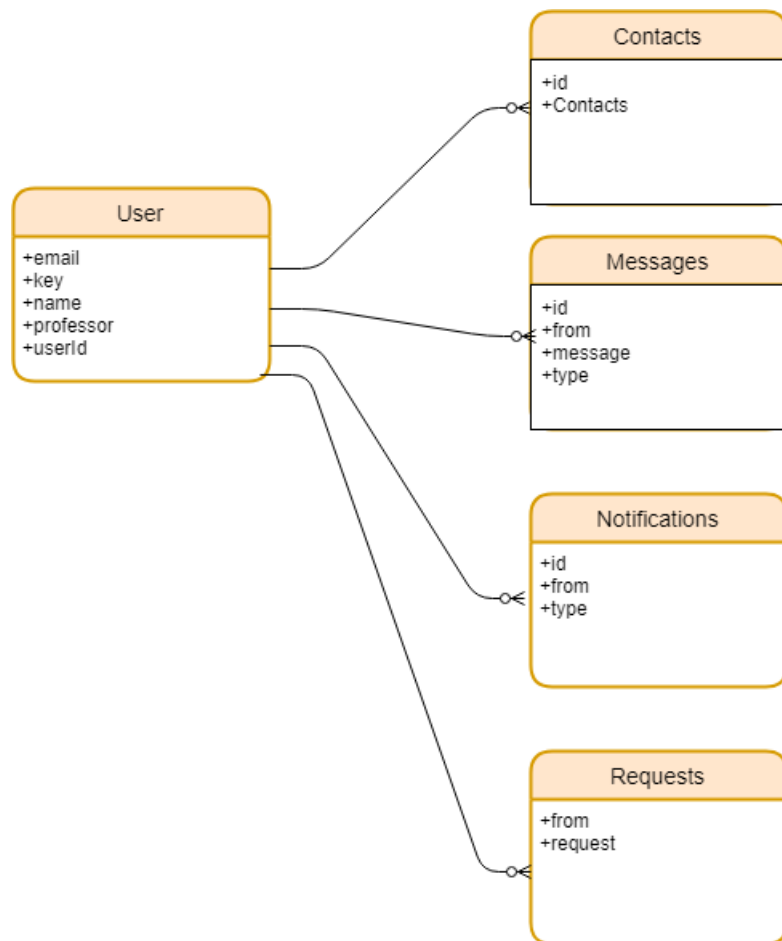 Contacts
+id
+Contacts
User
+email
+key
+name
+professor
+userId
Messages
+id
+from
+message
+type
Notifications
+id
+from
+type
Requests
+from
+request